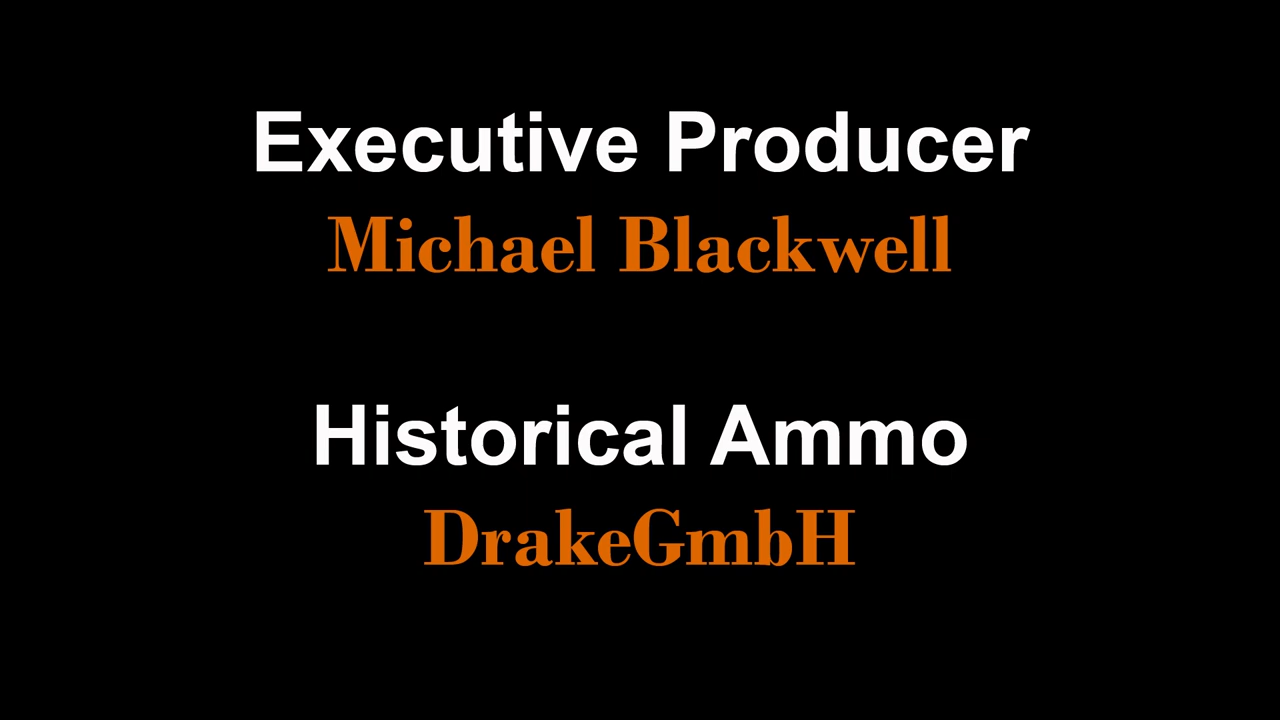 Executive Producer
Michael Blackwell
Historical Ammo
DrakeGmbH